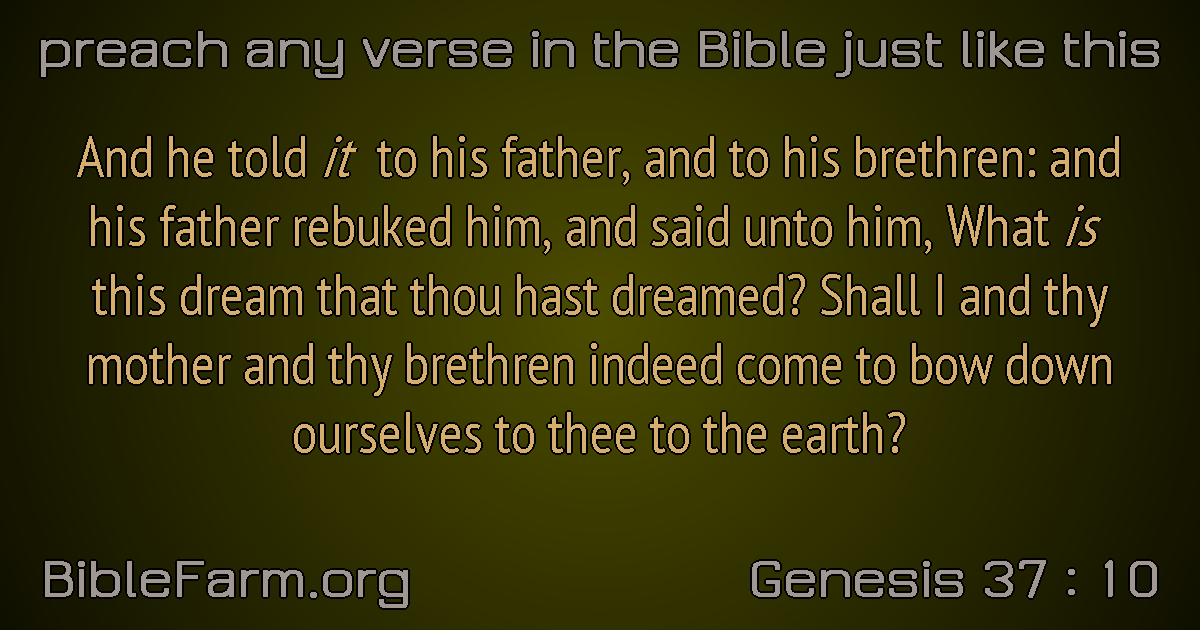 preach any verse in the Bible just like this
And he told it to his father, and to his brethren: and
his father rebuked him, and said unto him, What is
this dream that thou hast dreamed? Shall I and thy
mother and thy brethren indeed come to bow down
ourselves to thee to the earth?
BibleFarm.org
Genesis 37 : 10